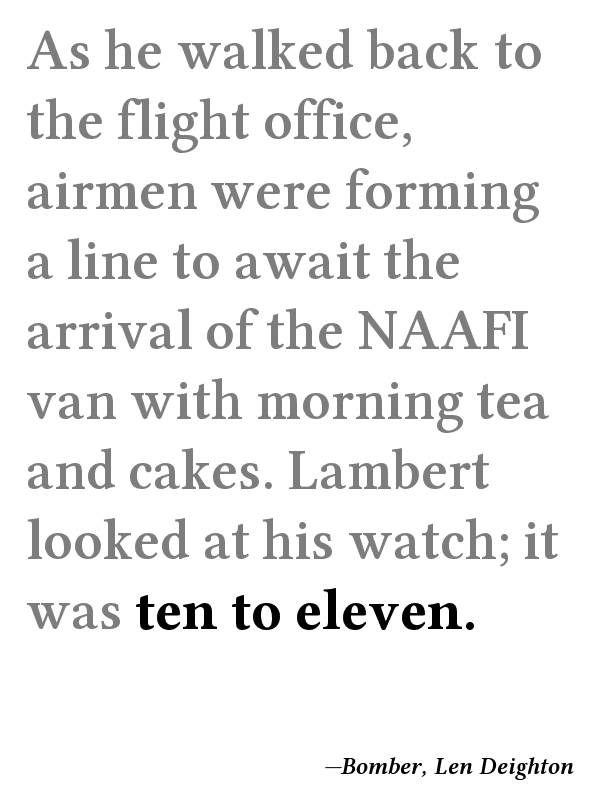 As he walked back to
the flight office,
airmen were forming
a line to await the
arrival of the NAAFI
van with morning tea
and cakes. Lambert
looked at his watch; it
was ten to eleven.
—Bomber, Len Deighton